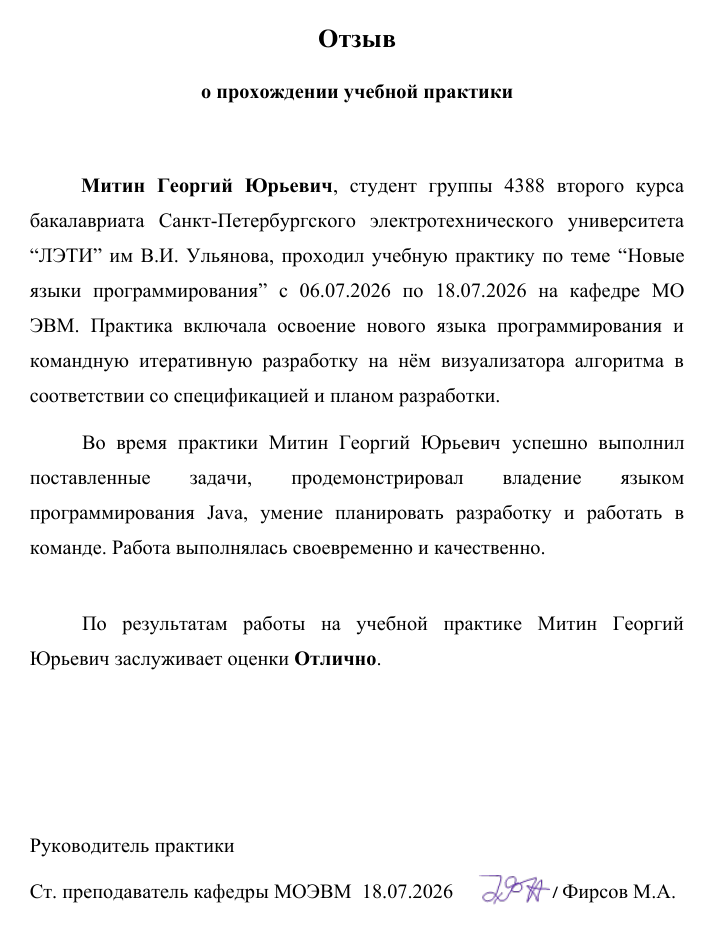 Отзыв
о прохождении учебной практики
Митин Георгий Юрьевич, студент группы 4388 второго курса
бакалавриата Санкт-Петербургского электротехнического университета
“ЛЭТИ” им В.И. Ульянова, проходил учебную практику по теме “Новые
языки программирования” с 06.07.2026 по 18.07.2026 на кафедре МО
ЭВМ. Практика включала освоение нового языка программирования и
командную итеративную разработку на нём визуализатора алгоритма в
соответствии со спецификацией и планом разработки.
Во время практики Митин Георгий Юрьевич успешно выполнил
поставленные задачи, продемонстрировал владение языком
программирования Java, умение планировать разработку и работать в
команде. Работа выполнялась своевременно и качественно.
По результатам работы на учебной практике Митин Георгий
Юрьевич заслуживает оценки Отлично.
Руководитель практики
Ст. преподаватель кафедры МОЭВМ 18.07.2026 / Фирсов М.А.